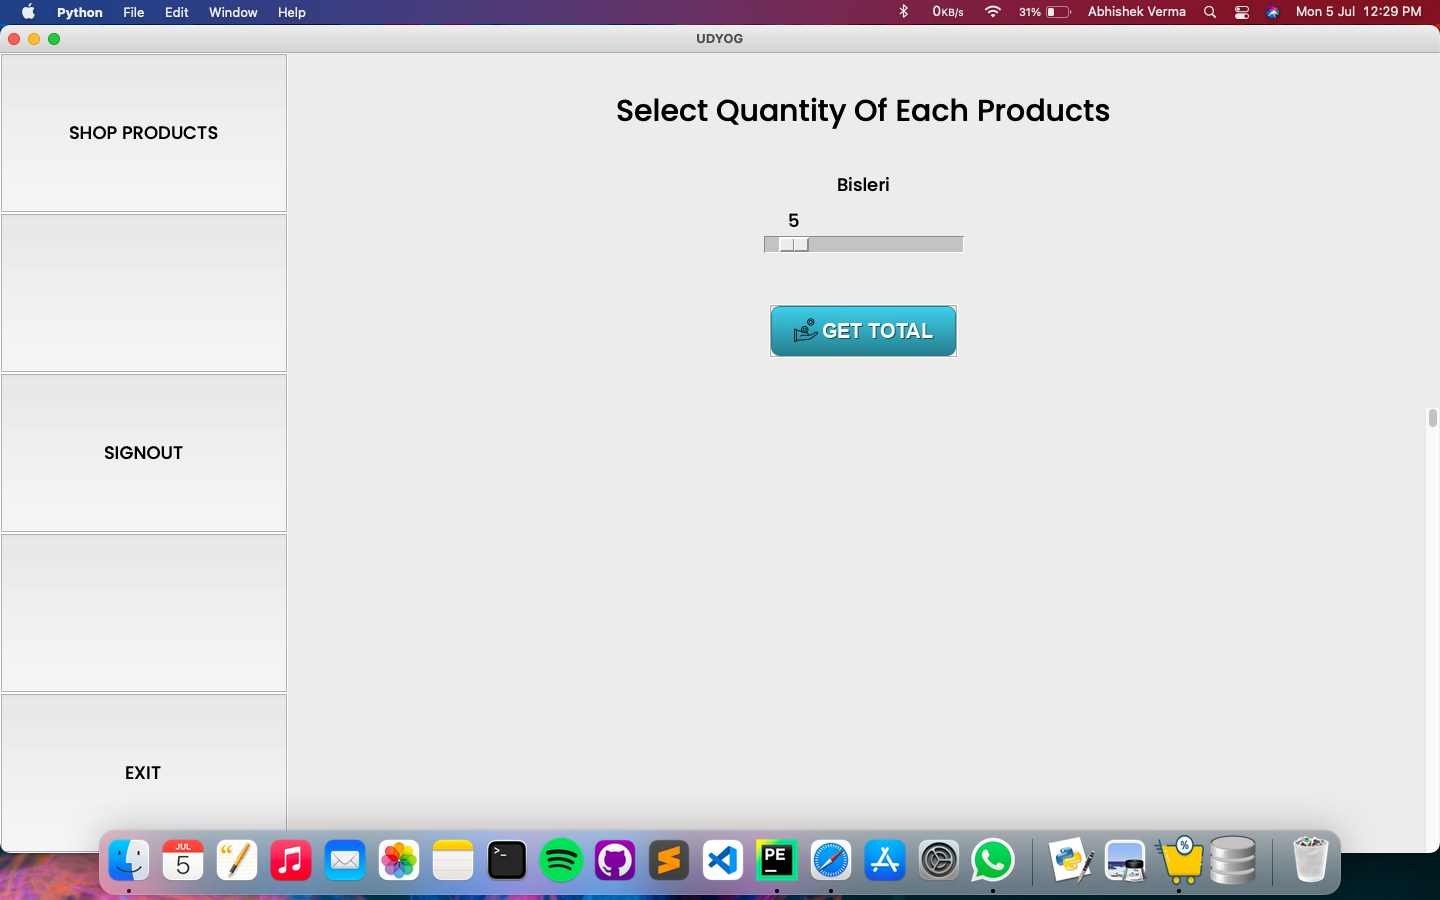 Python File Edit Window Help 0KB/s 31% Abhishek Verma Mon 5 Jul 12:29 PM
UDYOG
SHOP PRODUCTS
SIGNOUT
EXIT
Select Quantity Of Each Products
Bisleri
5
GET TOTAL
JUL
5
>_
PE
%